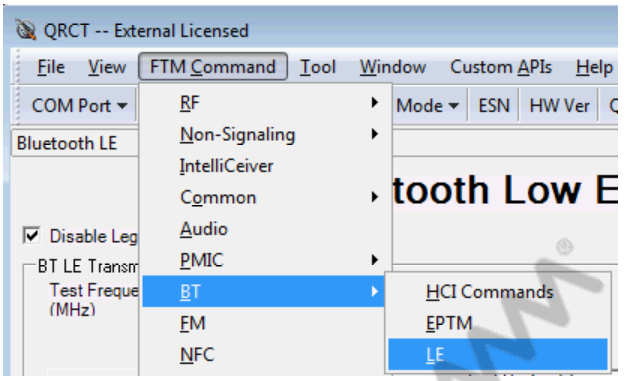 QRCT -- External Licensed
File View FTM Command Tool Window Custom APIs Help
COM Port Mode ESN HW Ver
Bluetooth LE
RF
Non-Signaling
IntelliCeiver
Common
tooth Low E
Audio
Disable Leg
PMIC
BT LE Transm
BT
HCI Commands
Test Freque
(MHz)
FM
EPTM
NFC
LE